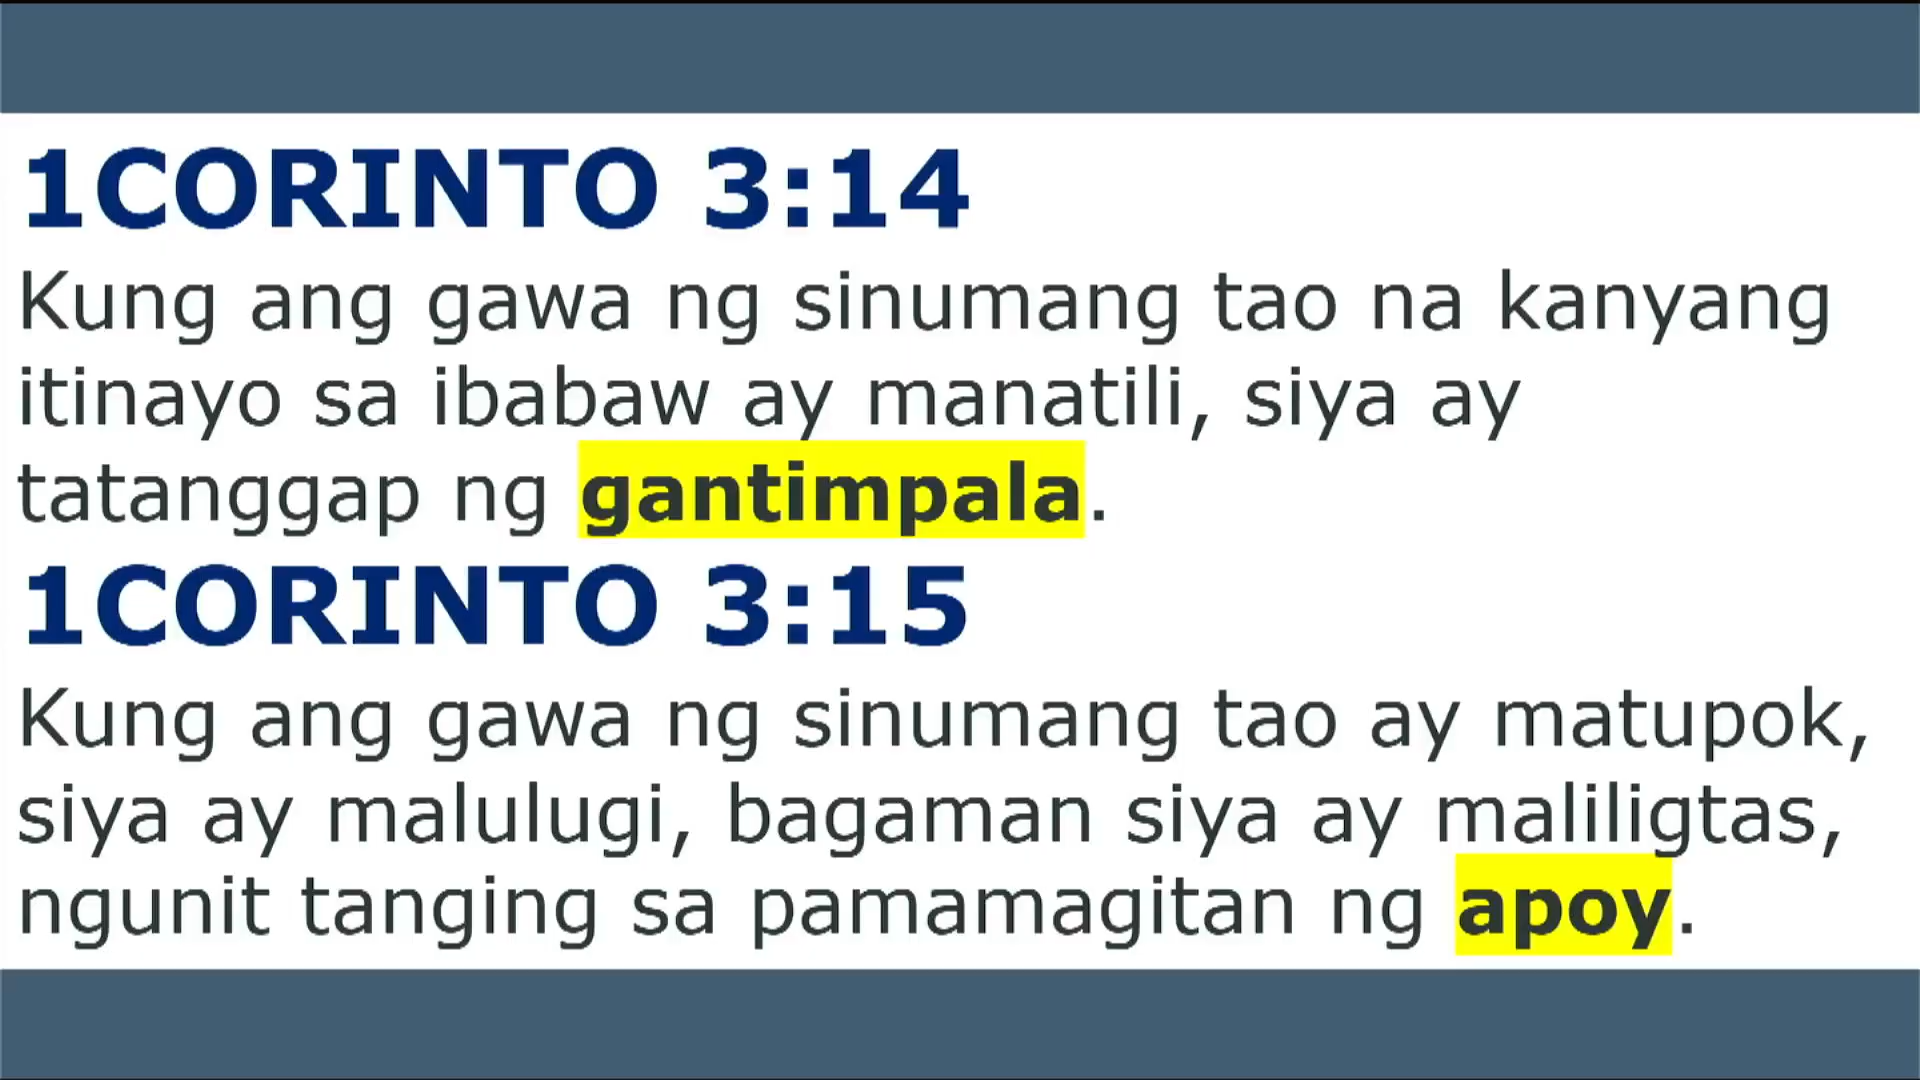 1CORINTO 3:14
Kung ang gawa ng sinumang tao na kanyang
itinayo sa ibabaw ay manatili, siya ay
tatanggap ng gantimpala.
1CORINTO 3:15
Kung ang gawa ng sinumang tao ay matupok,
siya ay malulugi, bagaman siya ay maliligtas,
ngunit tanging sa pamamagitan ng apoy.